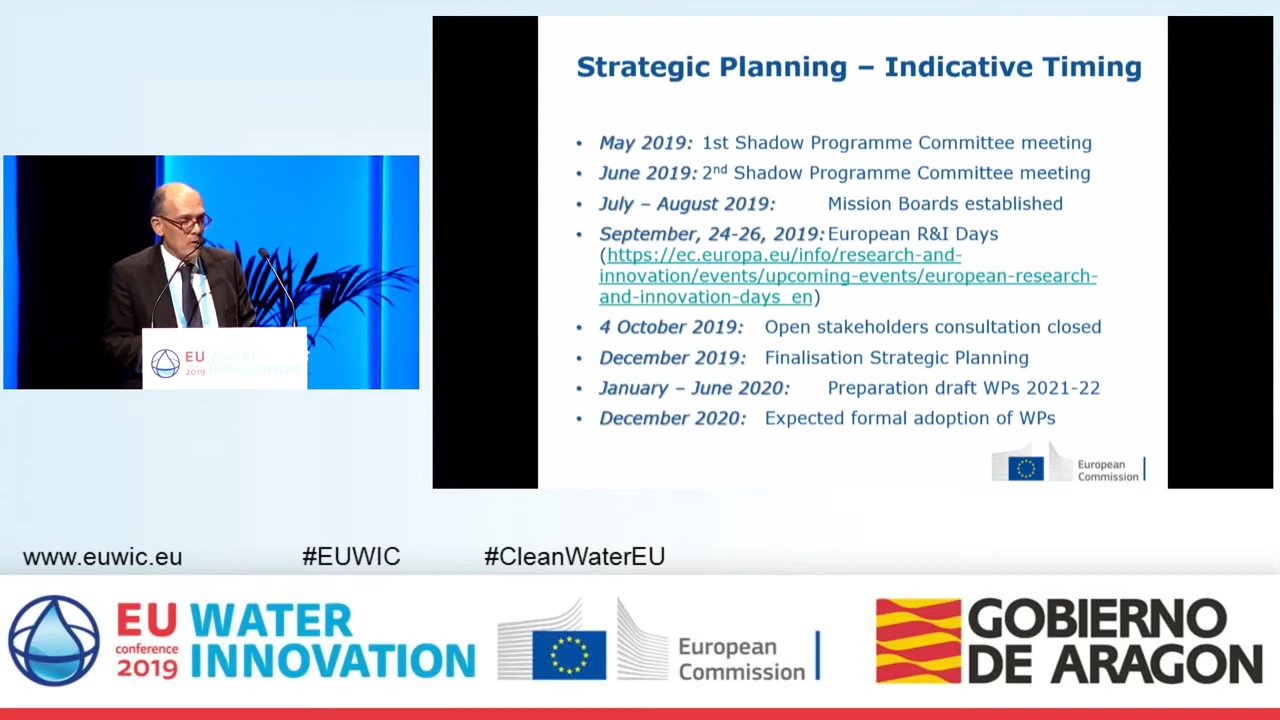 Strategic Planning – Indicative Timing
• May 2019: 1st Shadow Programme Committee meeting
• June 2019: 2nd Shadow Programme Committee meeting
• July – August 2019: Mission Boards established
• September, 24-26, 2019: European R&I Days
(https://ec.europa.eu/info/research-and-
innovation/events/upcoming-events/european-research-
and-innovation-days_en)
• 4 October 2019: Open stakeholders consultation closed
• December 2019: Finalisation Strategic Planning
• January – June 2020: Preparation draft WPs 2021-22
• December 2020: Expected formal adoption of WPs
European
Commission
EU WATER
2019 INNOVATION
www.euwic.eu #EUWIC #CleanWaterEU
EU WATER
conference
2019 INNOVATION
European
Commission
GOBIERNO
DE ARAGON